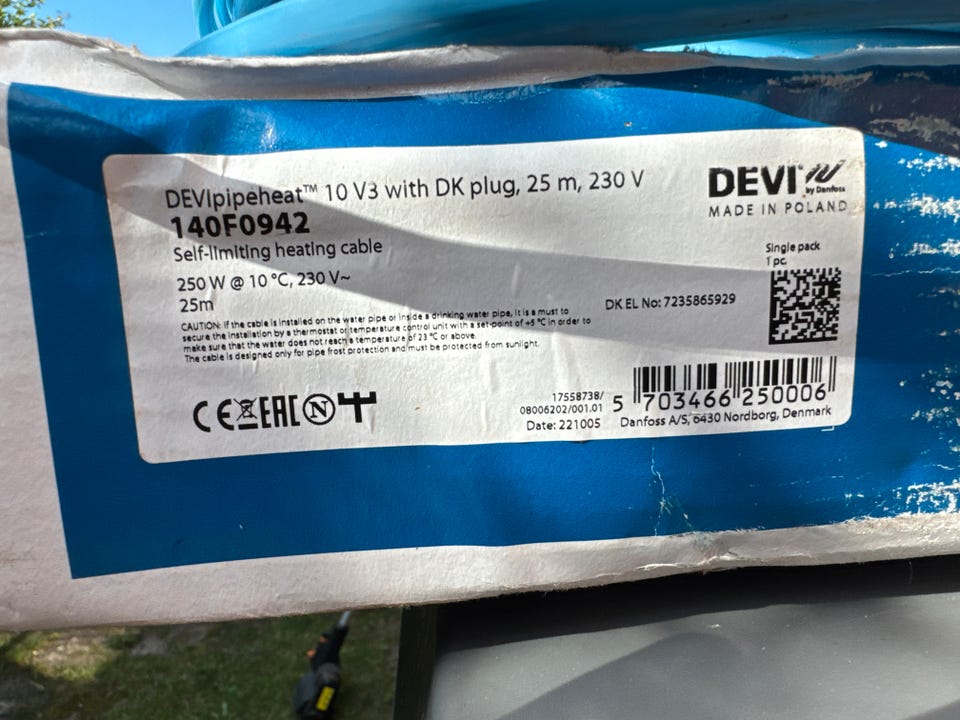 DEVIpipeheat™ 10 V3 with DK plug, 25 m, 230 V
140F0942
Self-limiting heating cable
250 W @ 10 °C, 230 V~
25m
CAUTION: If the cable is installed on the water pipe or inside a drinking water pipe, it is a must to
secure the installation by a thermostat or temperature control unit with a set-point of +5 °C in order to
make sure that the water does not reach a temperature of 23 °C or above.
The cable is designed only for pipe frost protection and must be protected from sunlight.
DEVI
by Danfoss
MADE IN POLAND
Single pack
1 pc.
DK EL No: 7235865929
CE EAC N
17558738/
08006202/001.01
Date: 221005
5 703466 250006
Danfoss A/S, 6430 Nordborg, Denmark